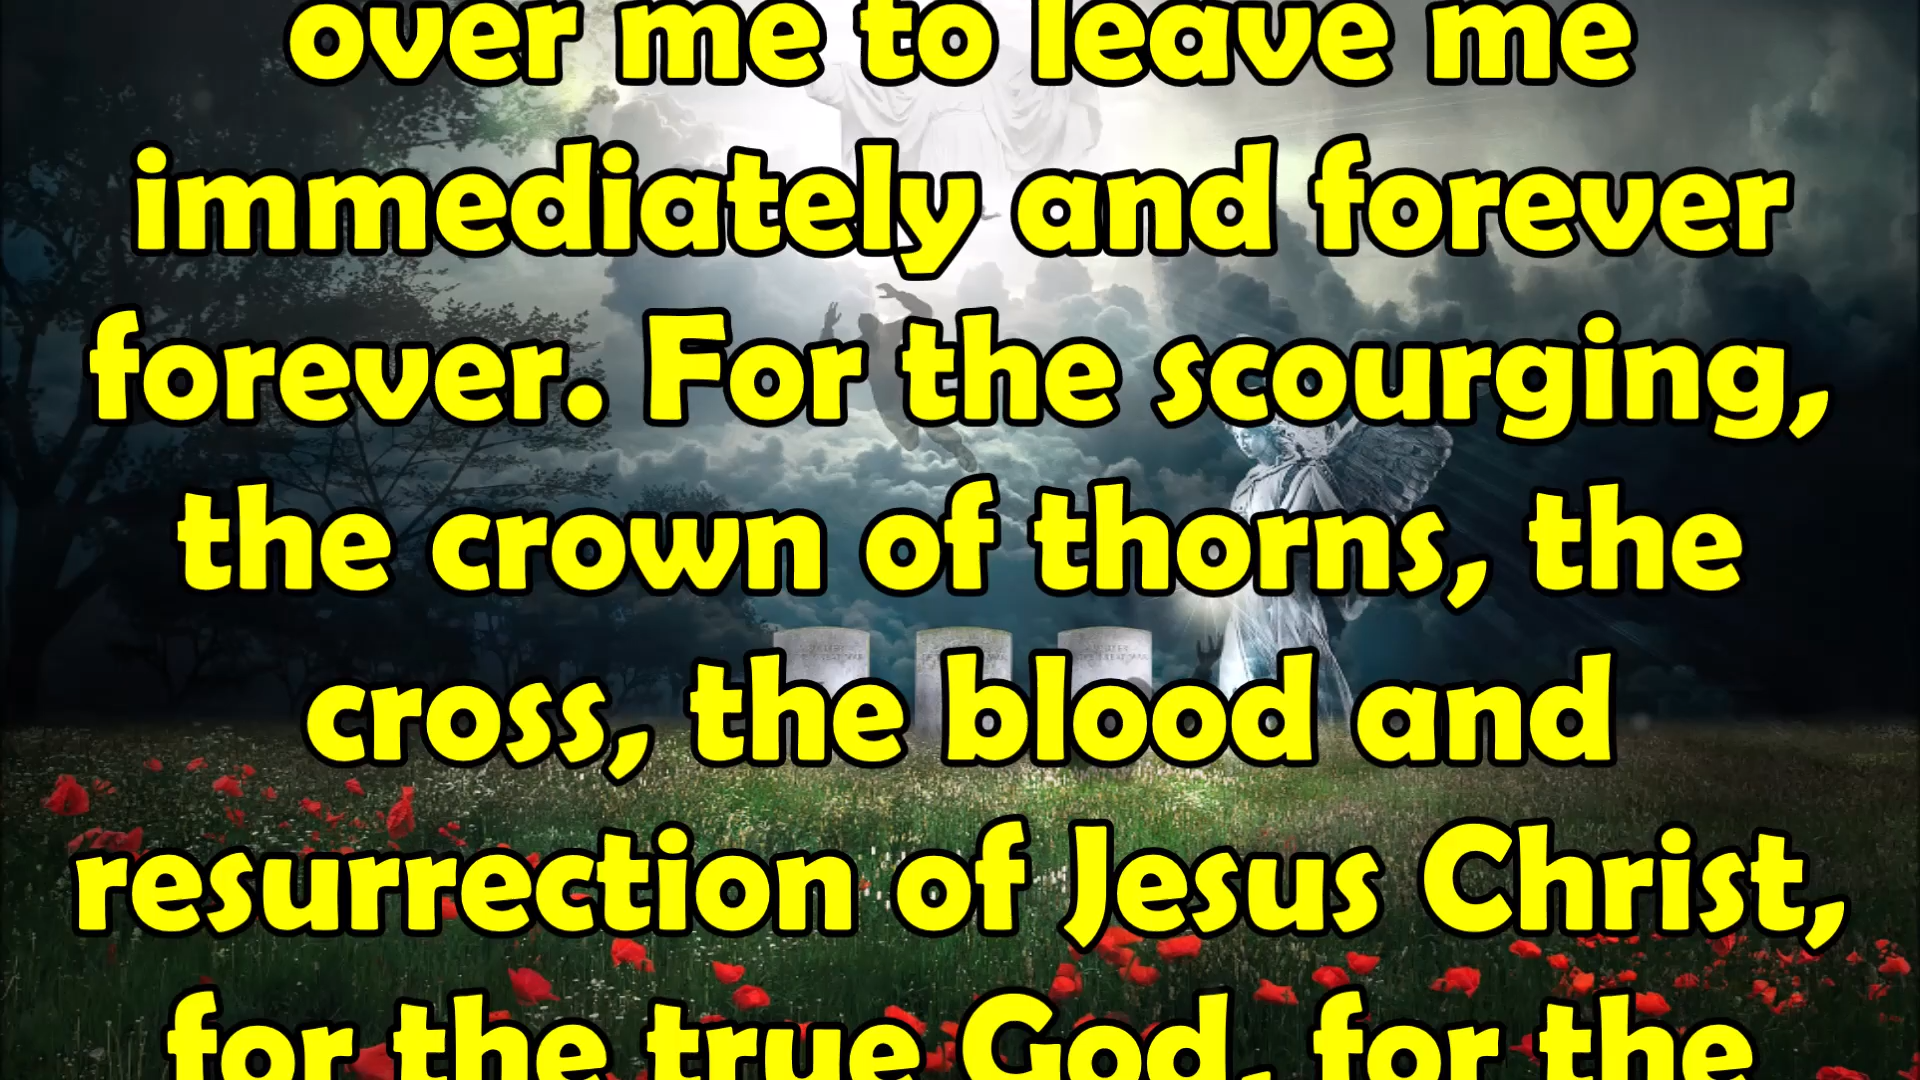 over me to leave me
immediately and forever
forever. For the scourging,
the crown of thorns, the
cross, the blood and
resurrection of Jesus Christ,
for the true God, for the